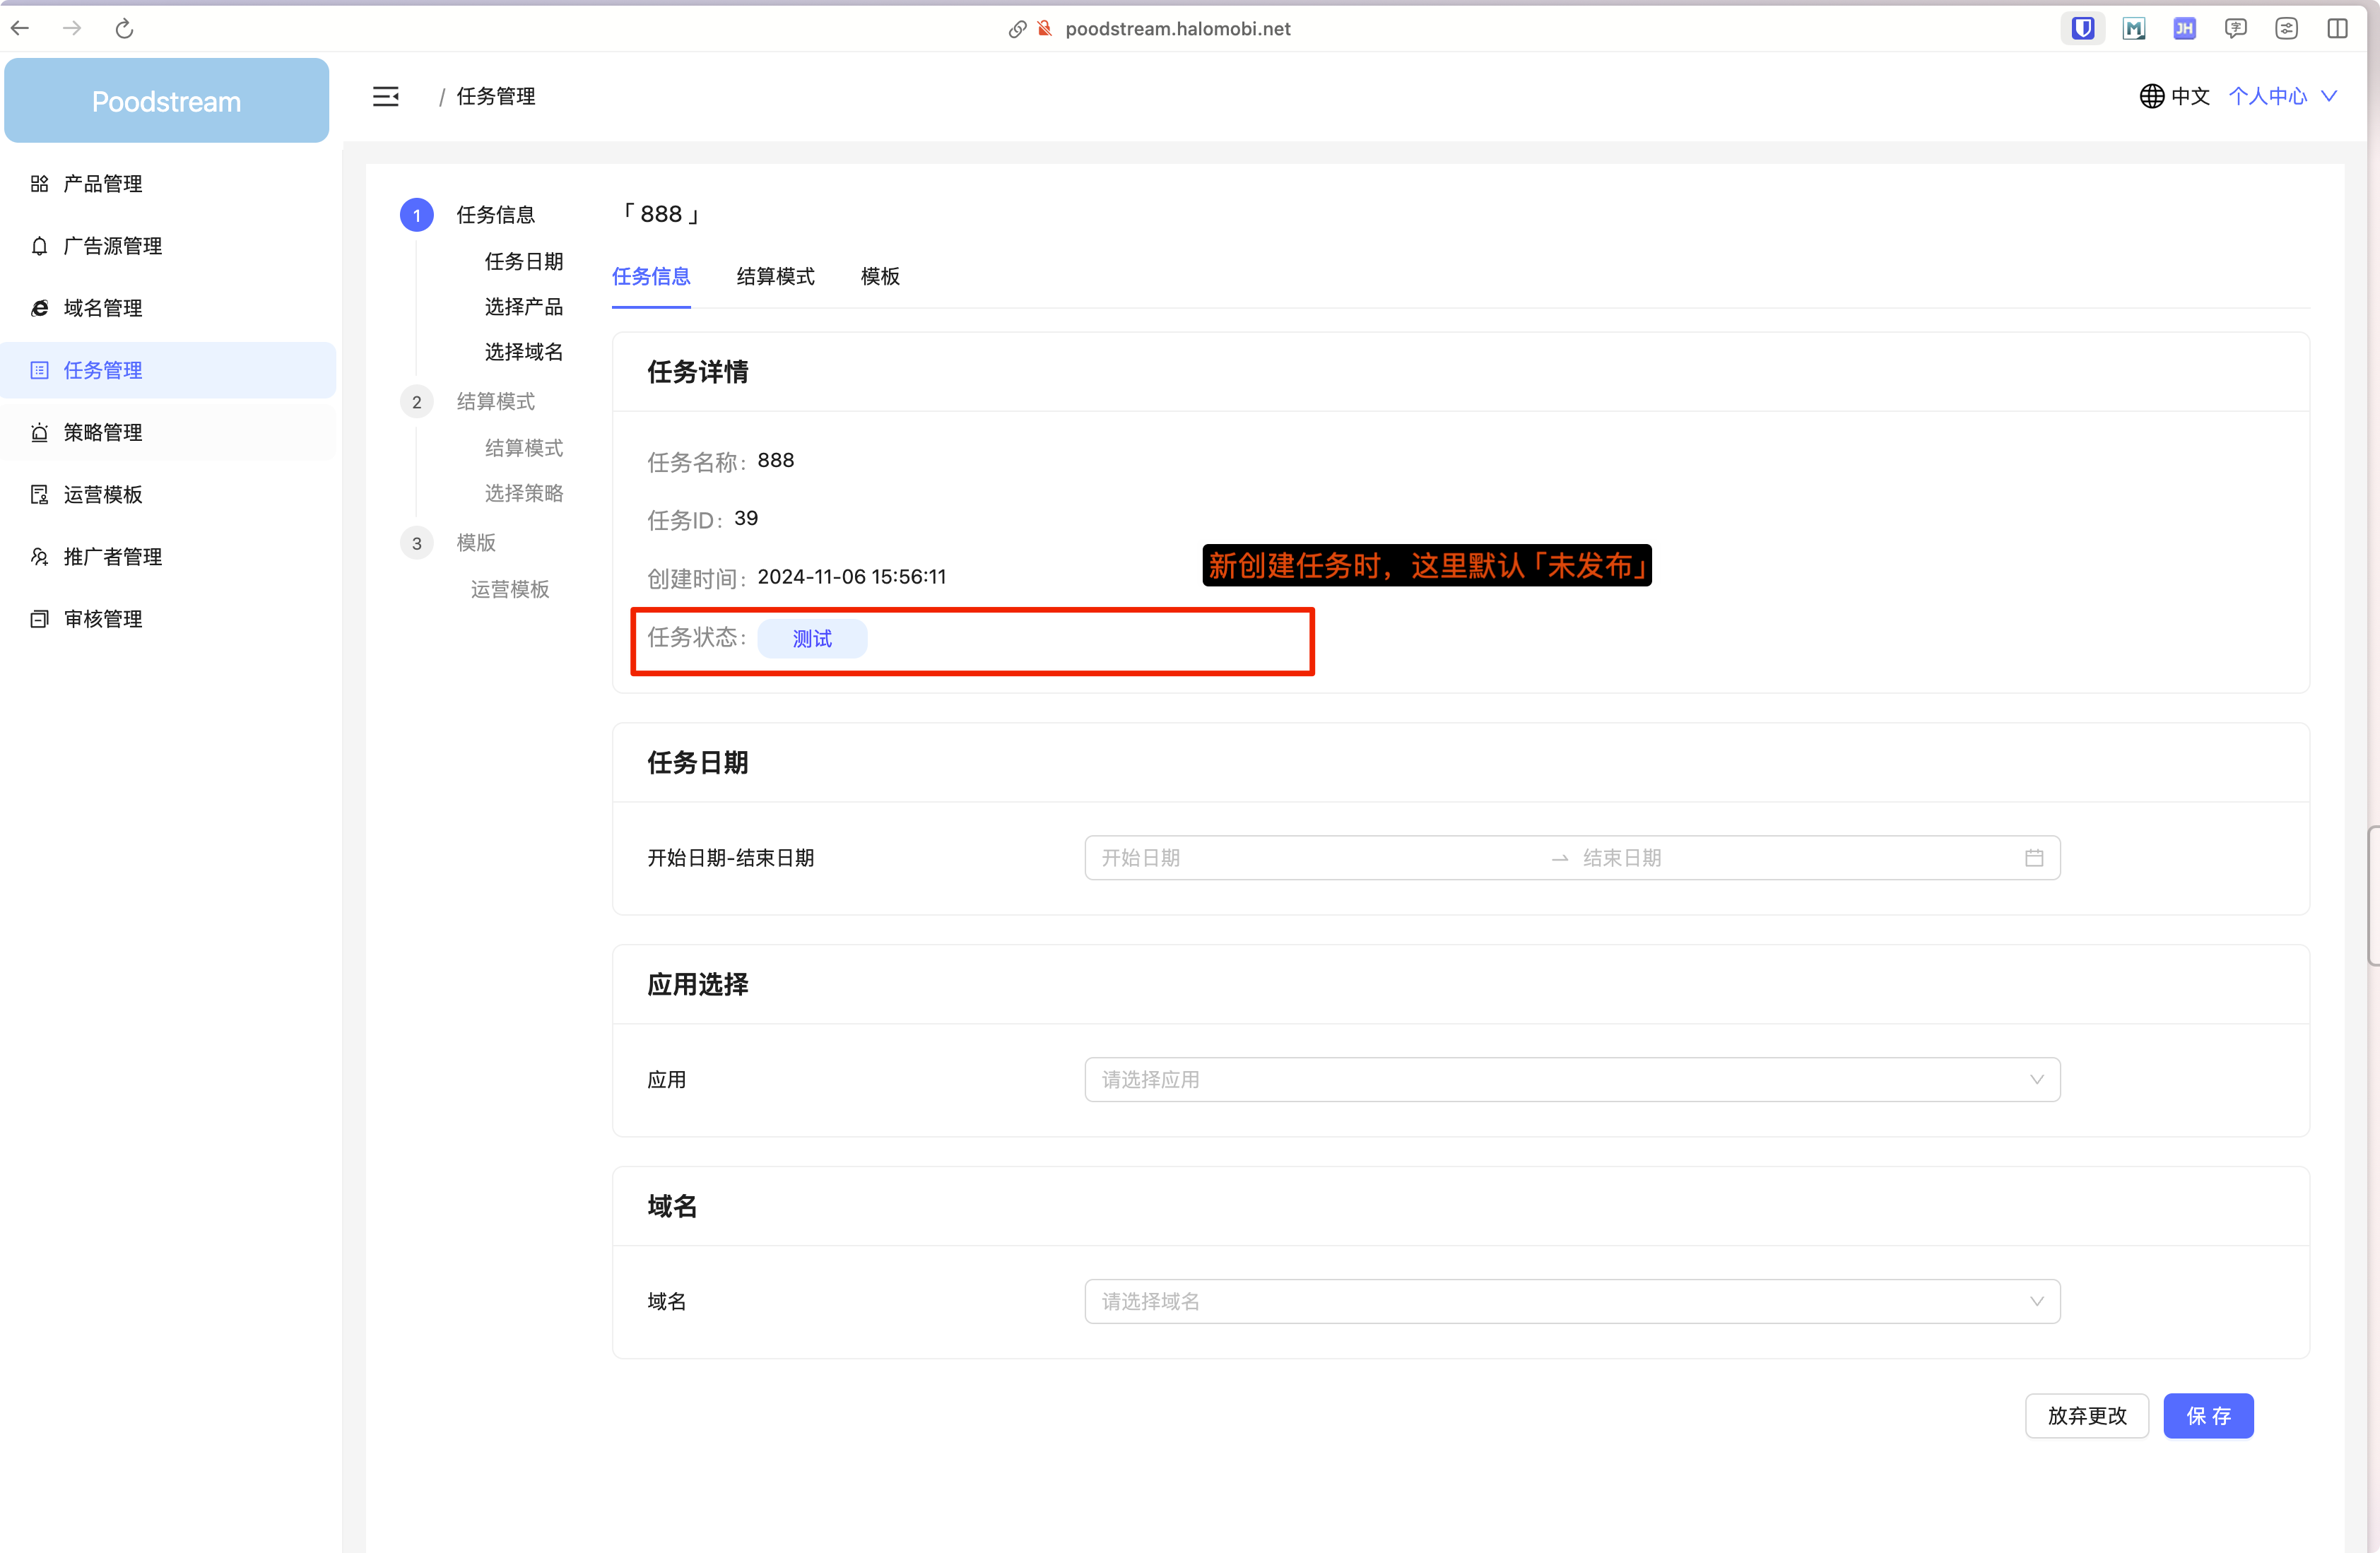 poodstream.halomobi.net
Poodstream
/ 任务管理
中文 个人中心
产品管理
广告源管理
域名管理
任务管理
策略管理
运营模板
推广者管理
审核管理
1 任务信息
任务日期
选择产品
选择域名
2 结算模式
结算模式
选择策略
3 模版
运营模板
「 888 」
任务信息 结算模式 模板
任务详情
任务名称: 888
任务ID: 39
创建时间: 2024-11-06 15:56:11
新创建任务时，这里默认「未发布」
任务状态: 测试
任务日期
开始日期-结束日期 开始日期 → 结束日期
应用选择
应用 请选择应用
域名
域名 请选择域名
放弃更改 保 存
M
JH
字